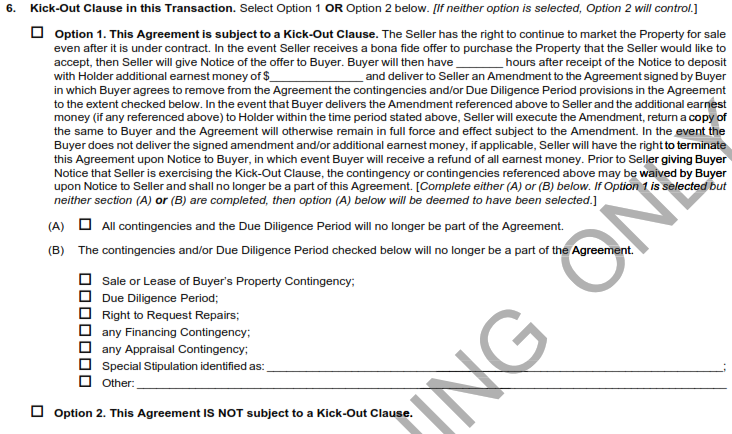 6. Kick-Out Clause in this Transaction. Select Option 1 OR Option 2 below. [If neither option is selected, Option 2 will control.]
☐ Option 1. This Agreement is subject to a Kick-Out Clause. The Seller has the right to continue to market the Property for sale
even after it is under contract. In the event Seller receives a bona fide offer to purchase the Property that the Seller would like to
accept, then Seller will give Notice of the offer to Buyer. Buyer will then have ________ hours after receipt of the Notice to deposit
with Holder additional earnest money of $________________ and deliver to Seller an Amendment to the Agreement signed by Buyer
in which Buyer agrees to remove from the Agreement the contingencies and/or Due Diligence Period provisions in the Agreement
to the extent checked below. In the event that Buyer delivers the Amendment referenced above to Seller and the additional earnest
money (if any referenced above) to Holder within the time period stated above, Seller will execute the Amendment, return a copy of
the same to Buyer and the Agreement will otherwise remain in full force and effect subject to the Amendment. In the event the
Buyer does not deliver the signed amendment and/or additional earnest money, if applicable, Seller will have the right to terminate
this Agreement upon Notice to Buyer, in which event Buyer will receive a refund of all earnest money. Prior to Seller giving Buyer
Notice that Seller is exercising the Kick-Out Clause, the contingency or contingencies referenced above may be waived by Buyer
upon Notice to Seller and shall no longer be a part of this Agreement. [Complete either (A) or (B) below. If Option 1 is selected but
neither section (A) or (B) are completed, then option (A) below will be deemed to have been selected.]
(A) ☐ All contingencies and the Due Diligence Period will no longer be part of the Agreement.
(B) The contingencies and/or Due Diligence Period checked below will no longer be a part of the Agreement.
☐ Sale or Lease of Buyer's Property Contingency;
☐ Due Diligence Period;
☐ Right to Request Repairs;
☐ any Financing Contingency;
☐ any Appraisal Contingency;
☐ Special Stipulation identified as: ________________________________;
☐ Other: ________________________________
☐ Option 2. This Agreement IS NOT subject to a Kick-Out Clause.
ONLY